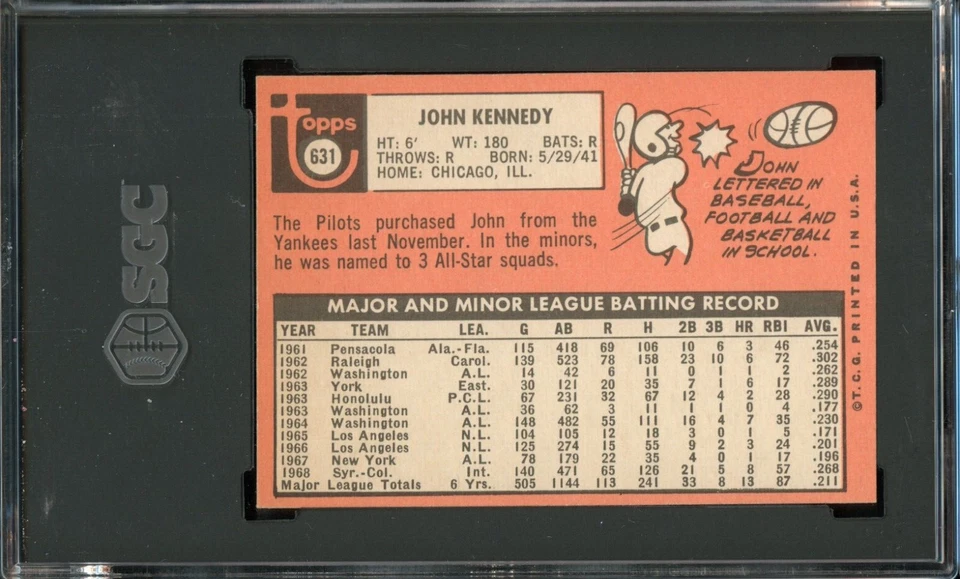 SGC
topps
631
JOHN KENNEDY
HT: 6' WT: 180 BATS: R
THROWS: R BORN: 5/29/41
HOME: CHICAGO, ILL.
The Pilots purchased John from the
Yankees last November. In the minors,
he was named to 3 All-Star squads.
JOHN
LETTERED IN
BASEBALL,
FOOTBALL AND
BASKETBALL
IN SCHOOL.
MAJOR AND MINOR LEAGUE BATTING RECORD
YEAR TEAM LEA. G AB R H 2B 3B HR RBI AVG.
1961 Pensacola Ala.-Fla. 115 418 69 106 10 6 3 46 .254
1962 Raleigh Carol. 139 523 78 158 23 10 6 72 .302
1962 Washington A.L. 14 42 6 11 0 1 1 2 .262
1963 York East. 30 121 20 35 7 1 6 17 .289
1963 Honolulu P.C.L. 67 231 32 67 12 4 2 28 .290
1963 Washington A.L. 36 62 3 11 1 1 0 4 .177
1964 Washington A.L. 148 482 55 111 16 4 7 35 .230
1965 Los Angeles N.L. 104 105 12 18 3 0 1 5 .171
1966 Los Angeles N.L. 125 274 15 55 9 2 3 24 .201
1967 New York A.L. 78 179 22 35 4 0 1 17 .196
1968 Syr.-Col. Int. 140 471 65 126 21 5 8 57 .268
Major League Totals 6 Yrs. 505 1144 113 241 33 8 13 87 .211
©T.C.G. PRINTED IN U.S.A.